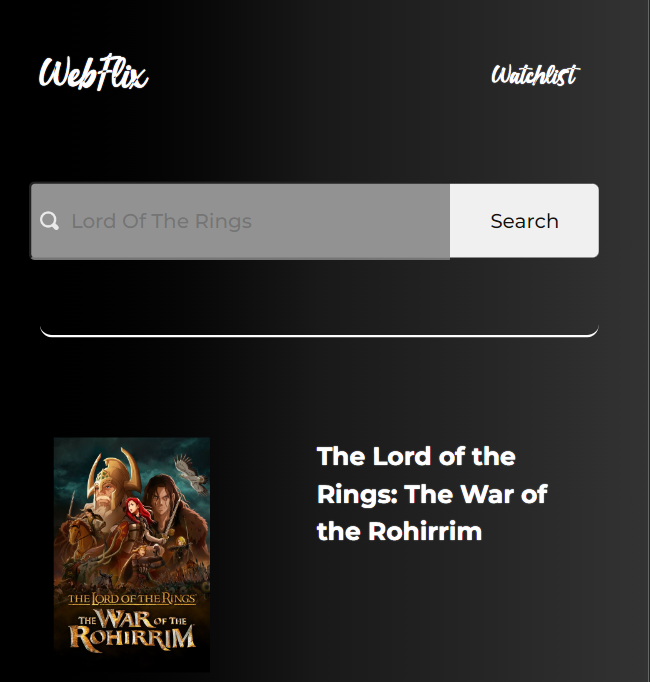 WebFlix
Watchlist
Lord Of The Rings
Search
The Lord of the
Rings: The War of
the Rohirrim
THE LORD OF THE RINGS
THE WAR OF THE
ROHIRRIM